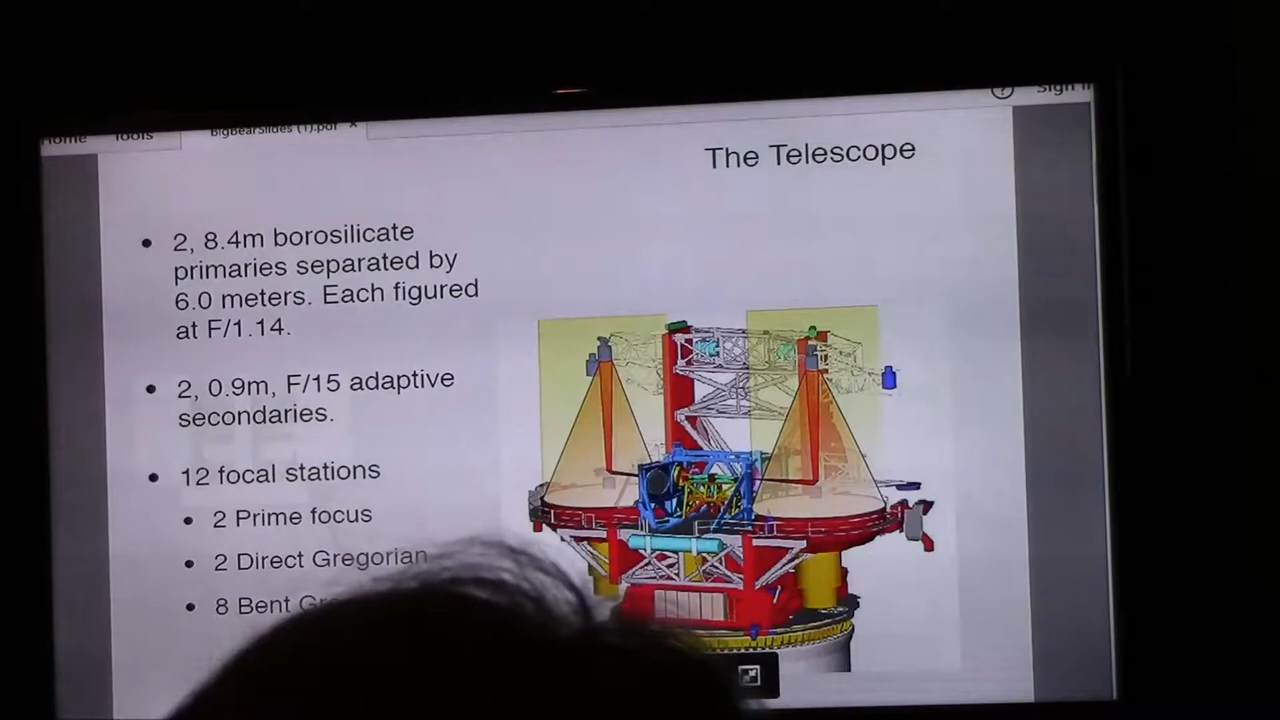 Home Tools BigBearSlides (1).pdf × ? Sign
The Telescope
• 2, 8.4m borosilicate
primaries separated by
6.0 meters. Each figured
at F/1.14.
• 2, 0.9m, F/15 adaptive
secondaries.
• 12 focal stations
• 2 Prime focus
• 2 Direct Gregorian
• 8 Bent